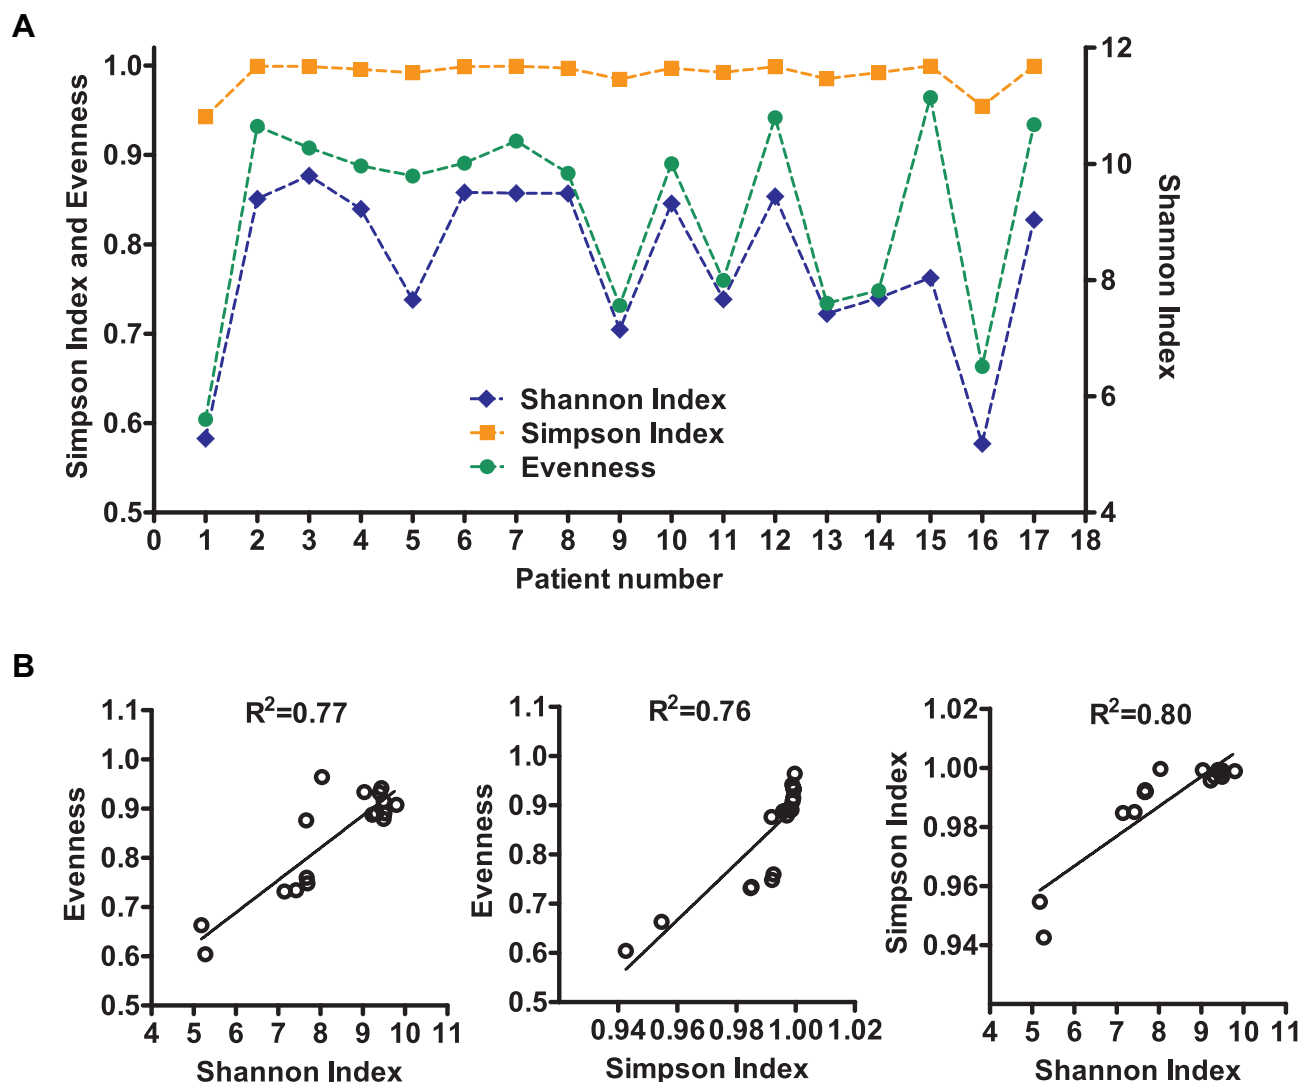 A
Simpson Index and Evenness
1.0
0.9
0.8
0.7
0.6
0.5
12
10
8
6
4
Shannon Index
Shannon Index
Simpson Index
Evenness
0 1 2 3 4 5 6 7 8 9 10 11 12 13 14 15 16 17 18
Patient number
B
R²=0.77
Evenness
1.1
1.0
0.9
0.8
0.7
0.6
0.5
4 5 6 7 8 9 10 11
Shannon Index
R²=0.76
Evenness
1.1
1.0
0.9
0.8
0.7
0.6
0.5
0.94 0.96 0.98 1.00 1.02
Simpson Index
R²=0.80
Simpson Index
1.02
1.00
0.98
0.96
0.94
4 5 6 7 8 9 10 11
Shannon Index